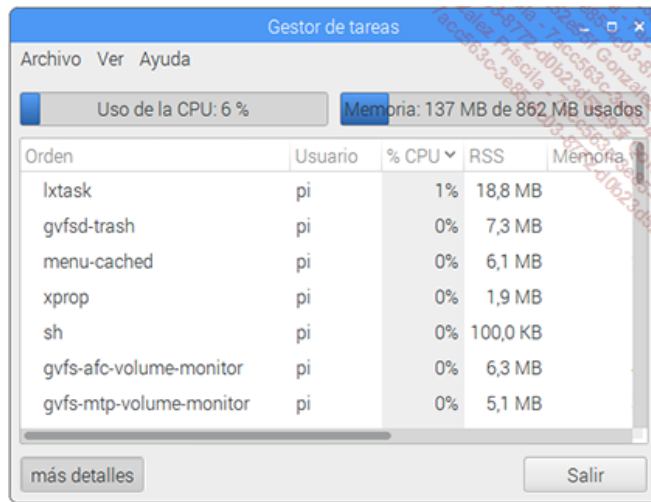 Gestor de tareas
Archivo Ver Ayuda
Uso de la CPU: 6 % Memoria: 137 MB de 862 MB usados
Orden Usuario % CPU RSS Memoria
lxtask pi 1% 18,8 MB
gvfsd-trash pi 0% 7,3 MB
menu-cached pi 0% 6,1 MB
xprop pi 0% 1,9 MB
sh pi 0% 100,0 KB
gvfs-afc-volume-monitor pi 0% 6,3 MB
gvfs-mtp-volume-monitor pi 0% 5,1 MB
más detalles Salir